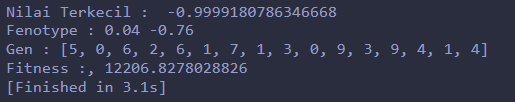 Nilai Terkecil :  -0.9999180786346668
Fenotype : 0.04 -0.76
Gen : [5, 0, 6, 2, 6, 1, 7, 1, 3, 0, 9, 3, 9, 4, 1, 4]
Fitness :, 12206.8278028826
[Finished in 3.1s]